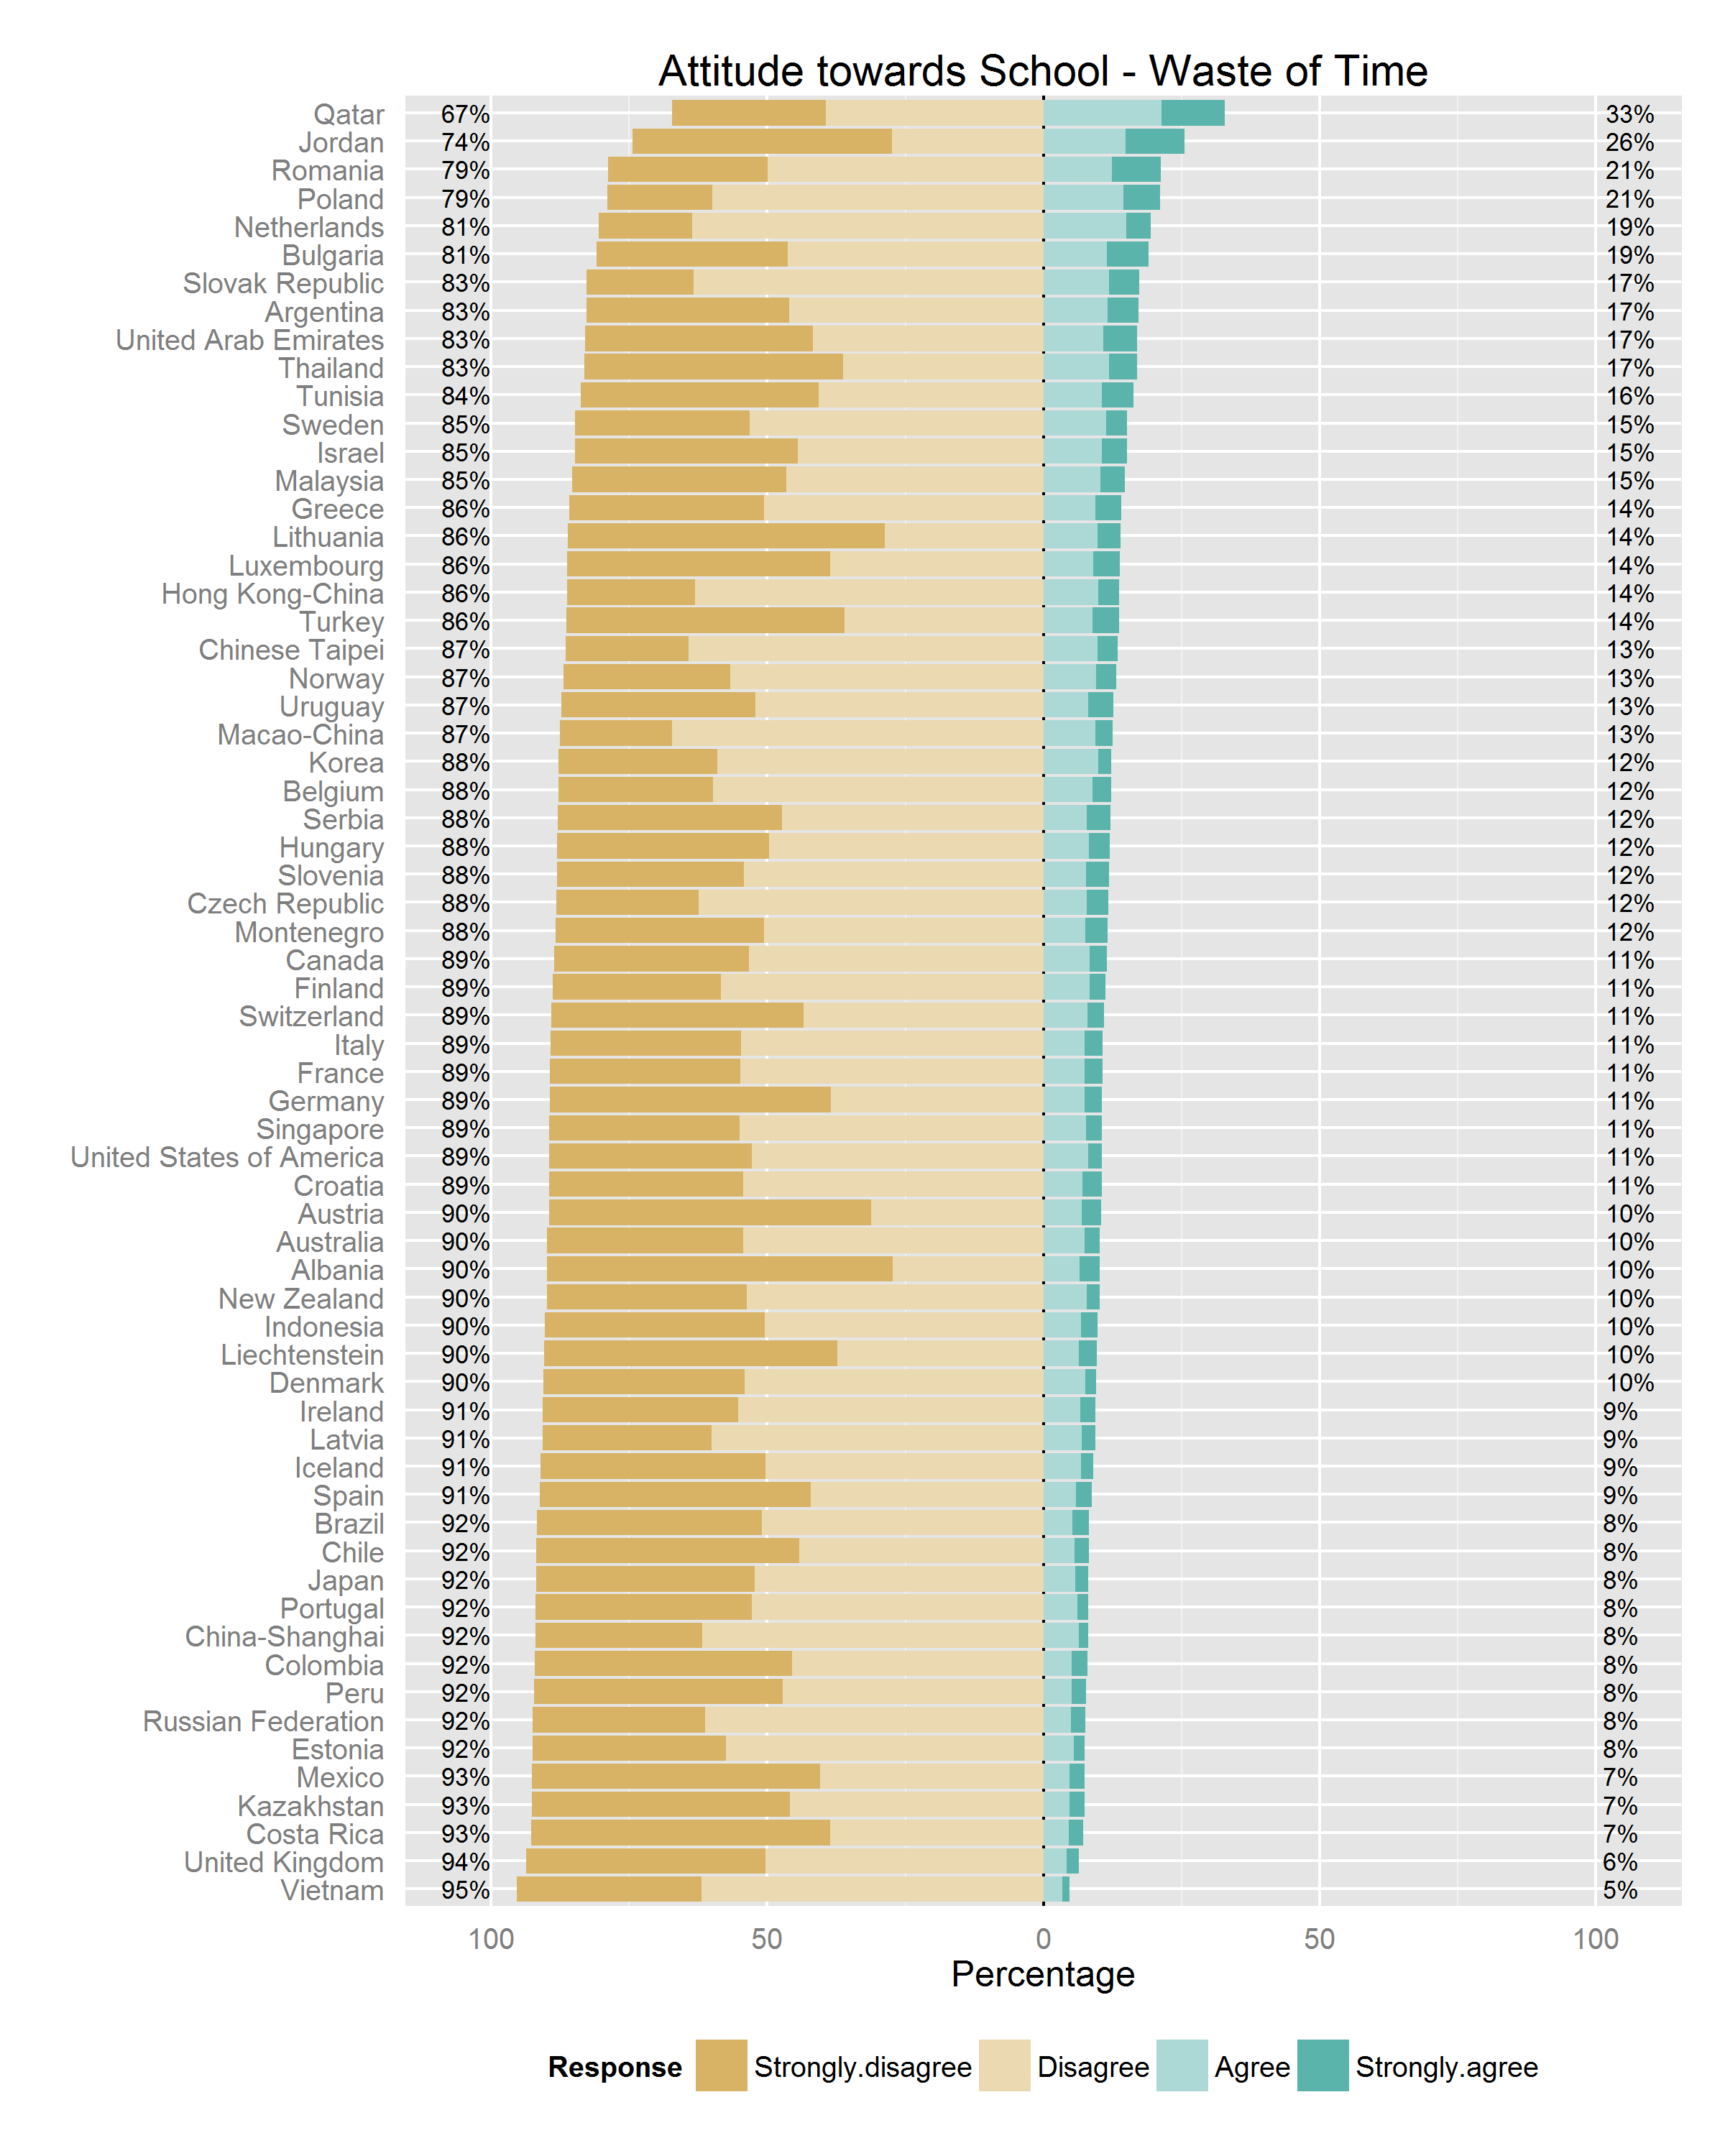 Attitude towards School - Waste of Time
Qatar 67% 33%
Jordan 74% 26%
Romania 79% 21%
Poland 79% 21%
Netherlands 81% 19%
Bulgaria 81% 19%
Slovak Republic 83% 17%
Argentina 83% 17%
United Arab Emirates 83% 17%
Thailand 83% 17%
Tunisia 84% 16%
Sweden 85% 15%
Israel 85% 15%
Malaysia 85% 15%
Greece 86% 14%
Lithuania 86% 14%
Luxembourg 86% 14%
Hong Kong-China 86% 14%
Turkey 86% 14%
Chinese Taipei 87% 13%
Norway 87% 13%
Uruguay 87% 13%
Macao-China 87% 13%
Korea 88% 12%
Belgium 88% 12%
Serbia 88% 12%
Hungary 88% 12%
Slovenia 88% 12%
Czech Republic 88% 12%
Montenegro 88% 12%
Canada 89% 11%
Finland 89% 11%
Switzerland 89% 11%
Italy 89% 11%
France 89% 11%
Germany 89% 11%
Singapore 89% 11%
United States of America 89% 11%
Croatia 89% 11%
Austria 90% 10%
Australia 90% 10%
Albania 90% 10%
New Zealand 90% 10%
Indonesia 90% 10%
Liechtenstein 90% 10%
Denmark 90% 10%
Ireland 91% 9%
Latvia 91% 9%
Iceland 91% 9%
Spain 91% 9%
Brazil 92% 8%
Chile 92% 8%
Japan 92% 8%
Portugal 92% 8%
China-Shanghai 92% 8%
Colombia 92% 8%
Peru 92% 8%
Russian Federation 92% 8%
Estonia 92% 8%
Mexico 93% 7%
Kazakhstan 93% 7%
Costa Rica 93% 7%
United Kingdom 94% 6%
Vietnam 95% 5%
100 50 0 50 100
Percentage
Response Strongly.disagree Disagree Agree Strongly.agree